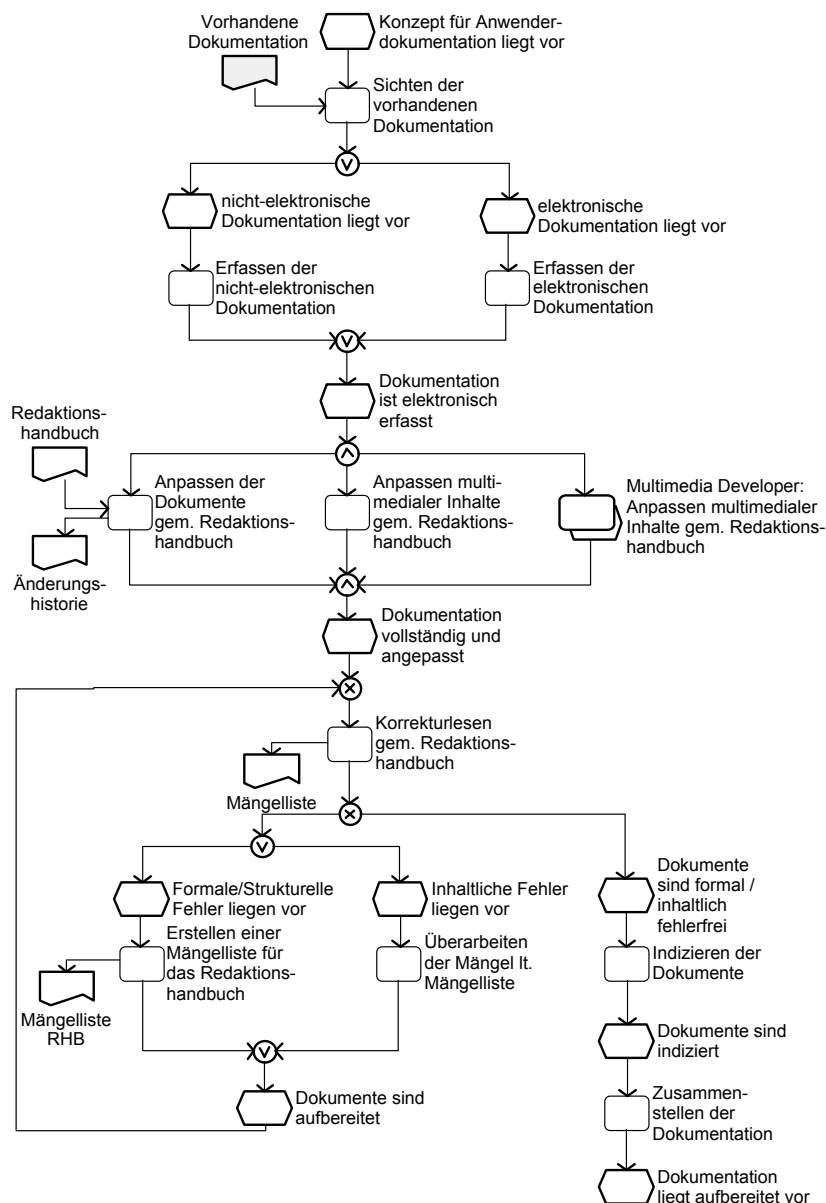 Vorhandene
Dokumentation
Konzept für Anwender-
dokumentation liegt vor
Sichten der
vorhandenen
Dokumentation
V
nicht-elektronische
Dokumentation liegt vor
elektronische
Dokumentation liegt vor
Erfassen der
nicht-elektronischen
Dokumentation
Erfassen der
elektronischen
Dokumentation
V
Dokumentation
ist elektronisch
erfasst
Redaktions-
handbuch
Änderungs-
historie
Anpassen der
Dokumente
gem. Redaktions-
handbuch
Anpassen multi-
medialer Inhalte
gem. Redaktions-
handbuch
Multimedia Developer:
Anpassen multimedialer
Inhalte gem. Redaktions-
handbuch
Dokumentation
vollständig und
angepasst
Korrekturlesen
gem. Redaktions-
handbuch
Mängelliste
V
Formale/Strukturelle
Fehler liegen vor
Inhaltliche Fehler
liegen vor
Dokumente
sind formal /
inhaltlich
fehlerfrei
Erstellen einer
Mängelliste für
das Redaktions-
handbuch
Überarbeiten
der Mängel lt.
Mängelliste
Indizieren der
Dokumente
Mängelliste
RHB
V
Dokumente sind
indiziert
Dokumente sind
aufbereitet
Zusammen-
stellen der
Dokumentation
Dokumentation
liegt aufbereitet vor